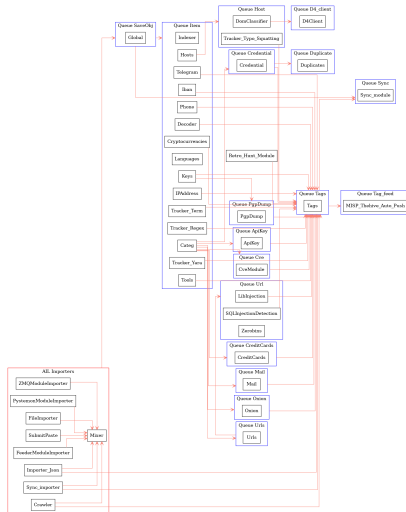 Queue SaveObj
Global
Queue Item
Indexer
Hosts
Telegram
Iban
Phone
Decoder
Cryptocurrencies
Languages
Keys
IPAddress
Tracker_Term
Tracker_Regex
Categ
Tracker_Yara
Tools
Queue Host
DomClassifier
Tracker_Type_Squatting
Queue D4_client
D4Client
Queue Credential
Credential
Queue Duplicate
Duplicates
Queue Sync
Sync_module
Retro_Hunt_Module
Queue Tags
Tags
Queue Tag_feed
MISP_Thehive_Auto_Push
Queue PgpDump
PgpDump
Queue ApiKey
ApiKey
Queue Cve
CveModule
Queue Url
LibInjection
SQLInjectionDetection
Zerobins
Queue CreditCards
CreditCards
Queue Mail
Mail
Queue Onion
Onion
Queue Urls
Urls
AIL Importers
ZMQModuleImporter
PystemonModuleImporter
FileImporter
SubmitPaste
FeederModuleImporter
Importer_Json
Sync_importer
Crawler
Mixer